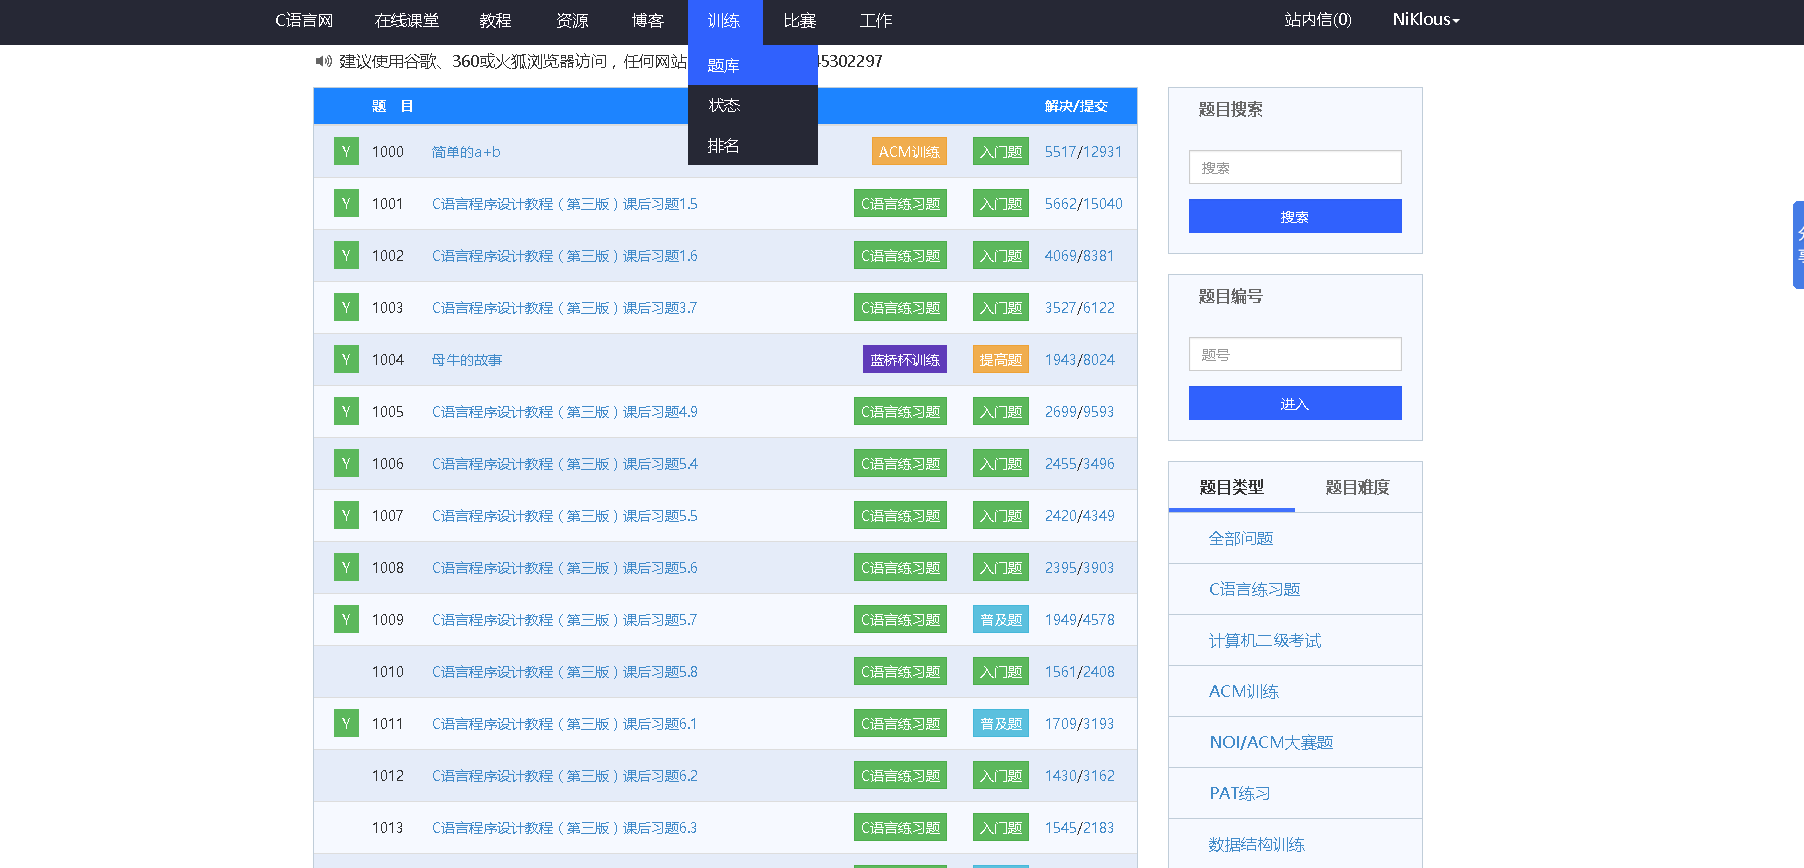 C语言网 在线课堂 教程 资源 博客 训练 比赛 工作 站内信(0) NiKlous
建议使用谷歌、360或火狐浏览器访问，任何网站 45302297
题库
状态
排名
题 目 解决/提交
Y 1000 简单的a+b ACM训练 入门题 5517/12931
Y 1001 C语言程序设计教程（第三版）课后习题1.5 C语言练习题 入门题 5662/15040
Y 1002 C语言程序设计教程（第三版）课后习题1.6 C语言练习题 入门题 4069/8381
Y 1003 C语言程序设计教程（第三版）课后习题3.7 C语言练习题 入门题 3527/6122
Y 1004 母牛的故事 蓝桥杯训练 提高题 1943/8024
Y 1005 C语言程序设计教程（第三版）课后习题4.9 C语言练习题 入门题 2699/9593
Y 1006 C语言程序设计教程（第三版）课后习题5.4 C语言练习题 入门题 2455/3496
Y 1007 C语言程序设计教程（第三版）课后习题5.5 C语言练习题 入门题 2420/4349
Y 1008 C语言程序设计教程（第三版）课后习题5.6 C语言练习题 入门题 2395/3903
Y 1009 C语言程序设计教程（第三版）课后习题5.7 C语言练习题 普及题 1949/4578
1010 C语言程序设计教程（第三版）课后习题5.8 C语言练习题 入门题 1561/2408
Y 1011 C语言程序设计教程（第三版）课后习题6.1 C语言练习题 普及题 1709/3193
1012 C语言程序设计教程（第三版）课后习题6.2 C语言练习题 入门题 1430/3162
1013 C语言程序设计教程（第三版）课后习题6.3 C语言练习题 入门题 1545/2183
题目搜索
搜索
搜索
题目编号
题号
进入
题目类型 题目难度
全部问题
C语言练习题
计算机二级考试
ACM训练
NOI/ACM大赛题
PAT练习
数据结构训练